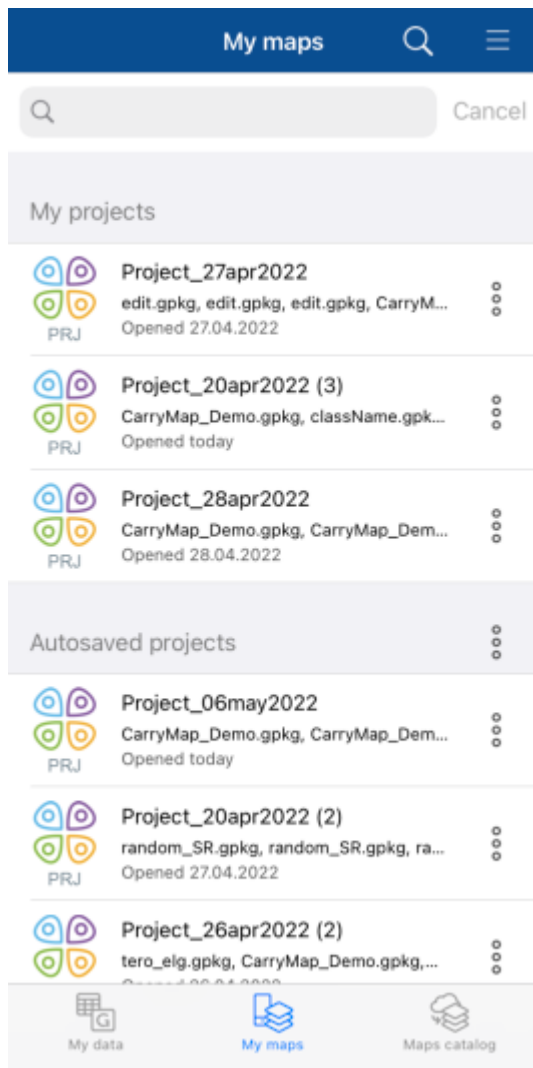 My maps
Cancel
My projects
Project_27apr2022
edit.gpkg, edit.gpkg, edit.gpkg, CarryM...
Opened 27.04.2022
PRJ
Project_20apr2022 (3)
CarryMap_Demo.gpkg, className.gpk...
Opened today
PRJ
Project_28apr2022
CarryMap_Demo.gpkg, CarryMap_Dem...
Opened 28.04.2022
PRJ
Autosaved projects
Project_06may2022
CarryMap_Demo.gpkg, CarryMap_Dem...
Opened today
PRJ
Project_20apr2022 (2)
random_SR.gpkg, random_SR.gpkg, ra...
Opened 27.04.2022
PRJ
Project_26apr2022 (2)
tero_elg.gpkg, CarryMap_Demo.gpkg,...
G
My data
My maps
Maps catalog